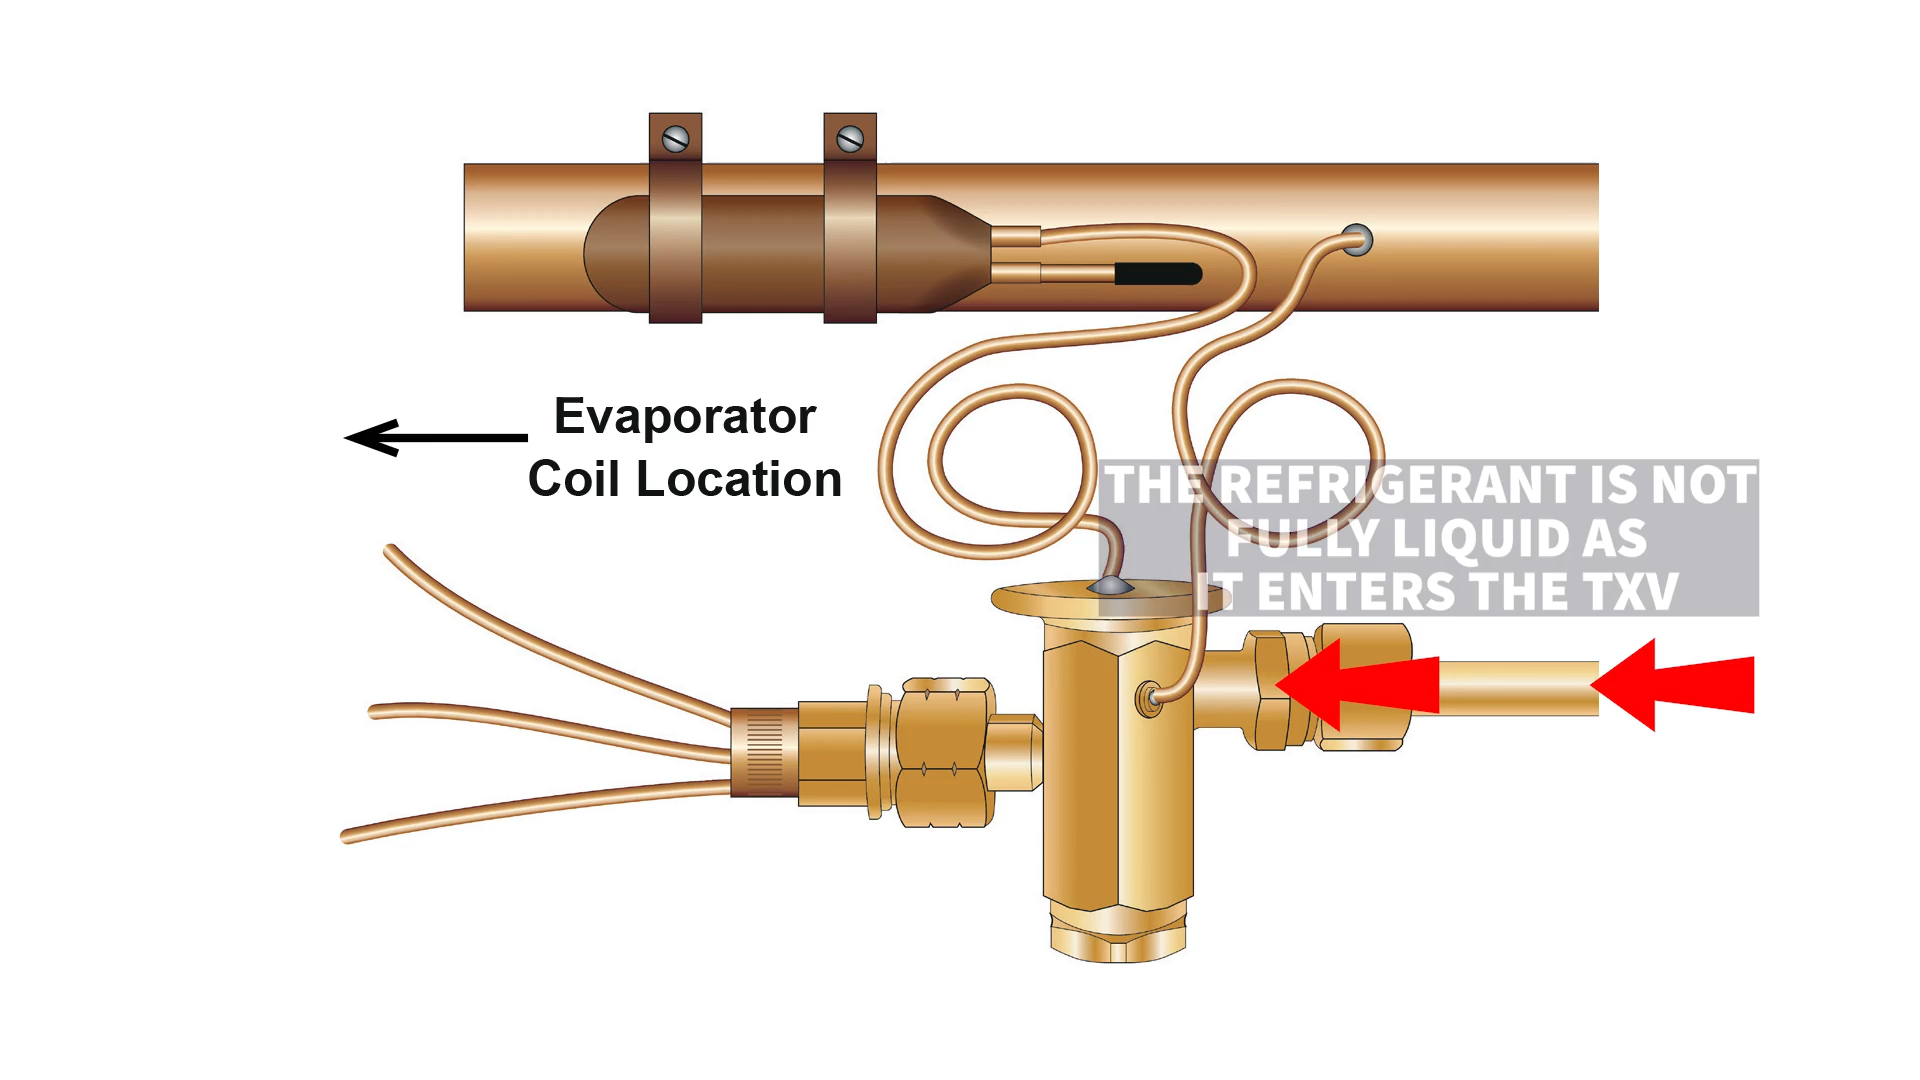 Evaporator
Coil Location
THE REFRIGERANT IS NOT
FULLY LIQUID AS
IT ENTERS THE TXV